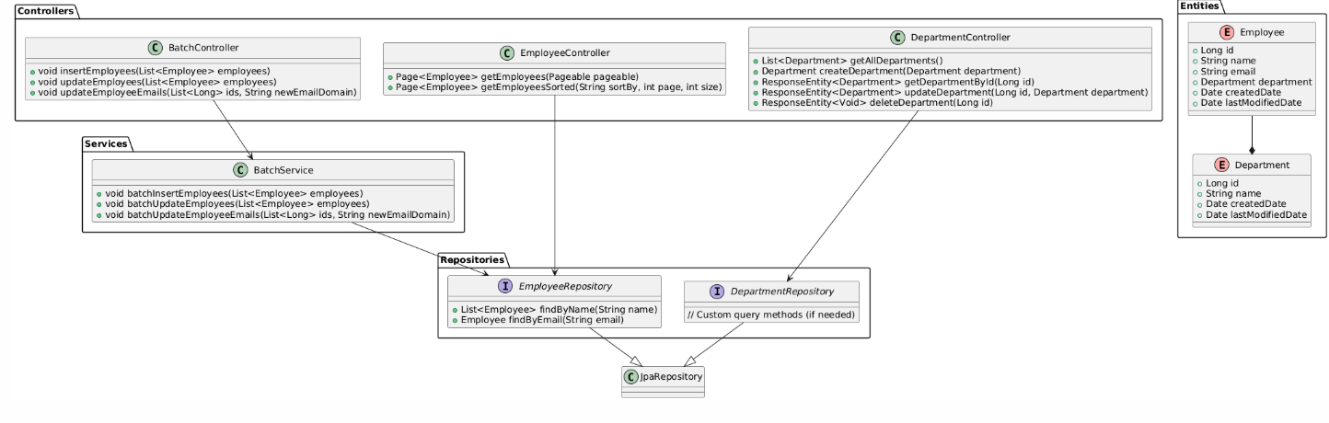 Controllers
C BatchController
void insertEmployees(List<Employee> employees)
void updateEmployees(List<Employee> employees)
void updateEmployeeEmails(List<Long> ids, String newEmailDomain)
C EmployeeController
Page<Employee> getEmployees(Pageable pageable)
Page<Employee> getEmployeesSorted(String sortBy, int page, int size)
C DepartmentController
List<Department> getAllDepartments()
Department createDepartment(Department department)
ResponseEntity<Department> getDepartmentById(Long id)
ResponseEntity<Department> updateDepartment(Long id, Department department)
ResponseEntity<Void> deleteDepartment(Long id)
Entities
E Employee
Long id
String name
String email
Department department
Date createdDate
Date lastModifiedDate
E Department
Long id
String name
Date createdDate
Date lastModifiedDate
Services
C BatchService
void batchInsertEmployees(List<Employee> employees)
void batchUpdateEmployees(List<Employee> employees)
void batchUpdateEmployeeEmails(List<Long> ids, String newEmailDomain)
Repositories
I EmployeeRepository
List<Employee> findByName(String name)
Employee findByEmail(String email)
I DepartmentRepository
// Custom query methods (if needed)
C JpaRepository